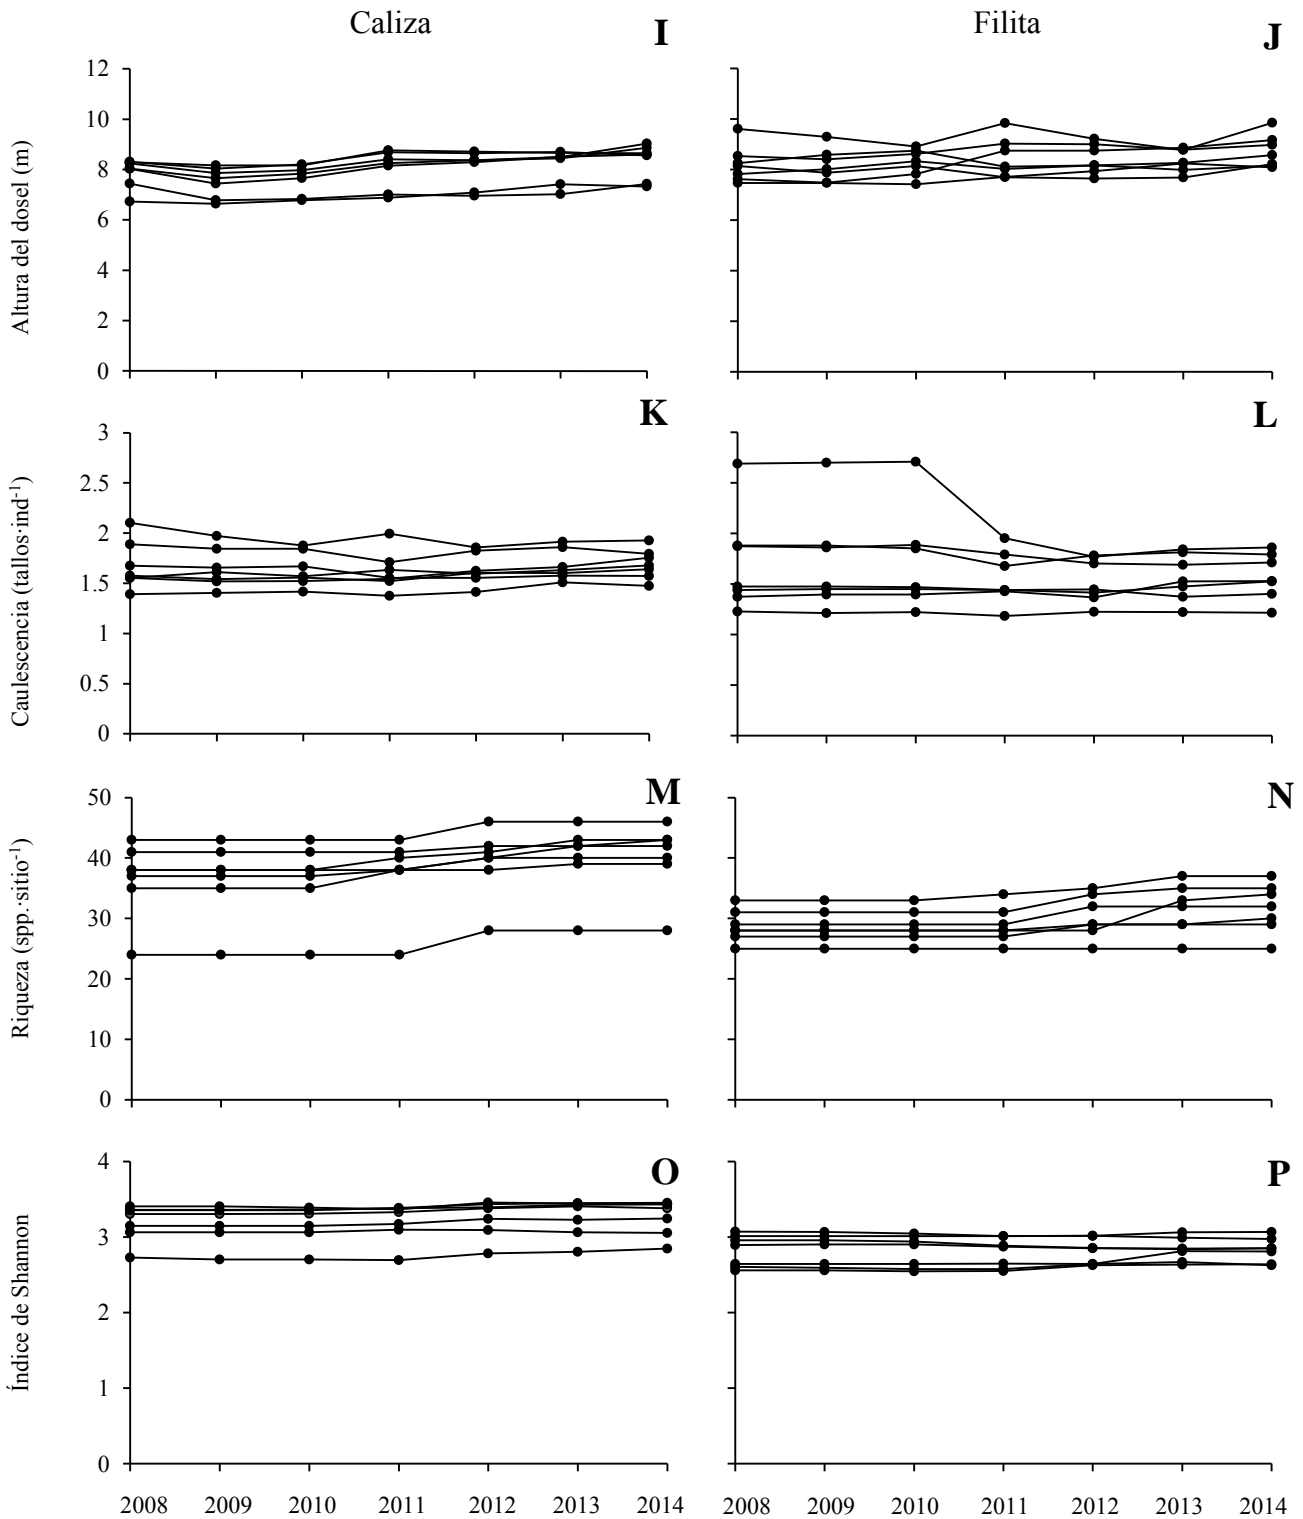 Caliza
Filita
I
J
Altura del dosel (m)
12
10
8
6
4
2
0
K
L
Caulescencia (tallos·ind-1)
3
2.5
2
1.5
1
0.5
0
M
N
Riqueza (spp.·sitio-1)
50
40
30
20
10
0
O
P
Índice de Shannon
4
3
2
1
0
2008 2009 2010 2011 2012 2013 2014
2008 2009 2010 2011 2012 2013 2014